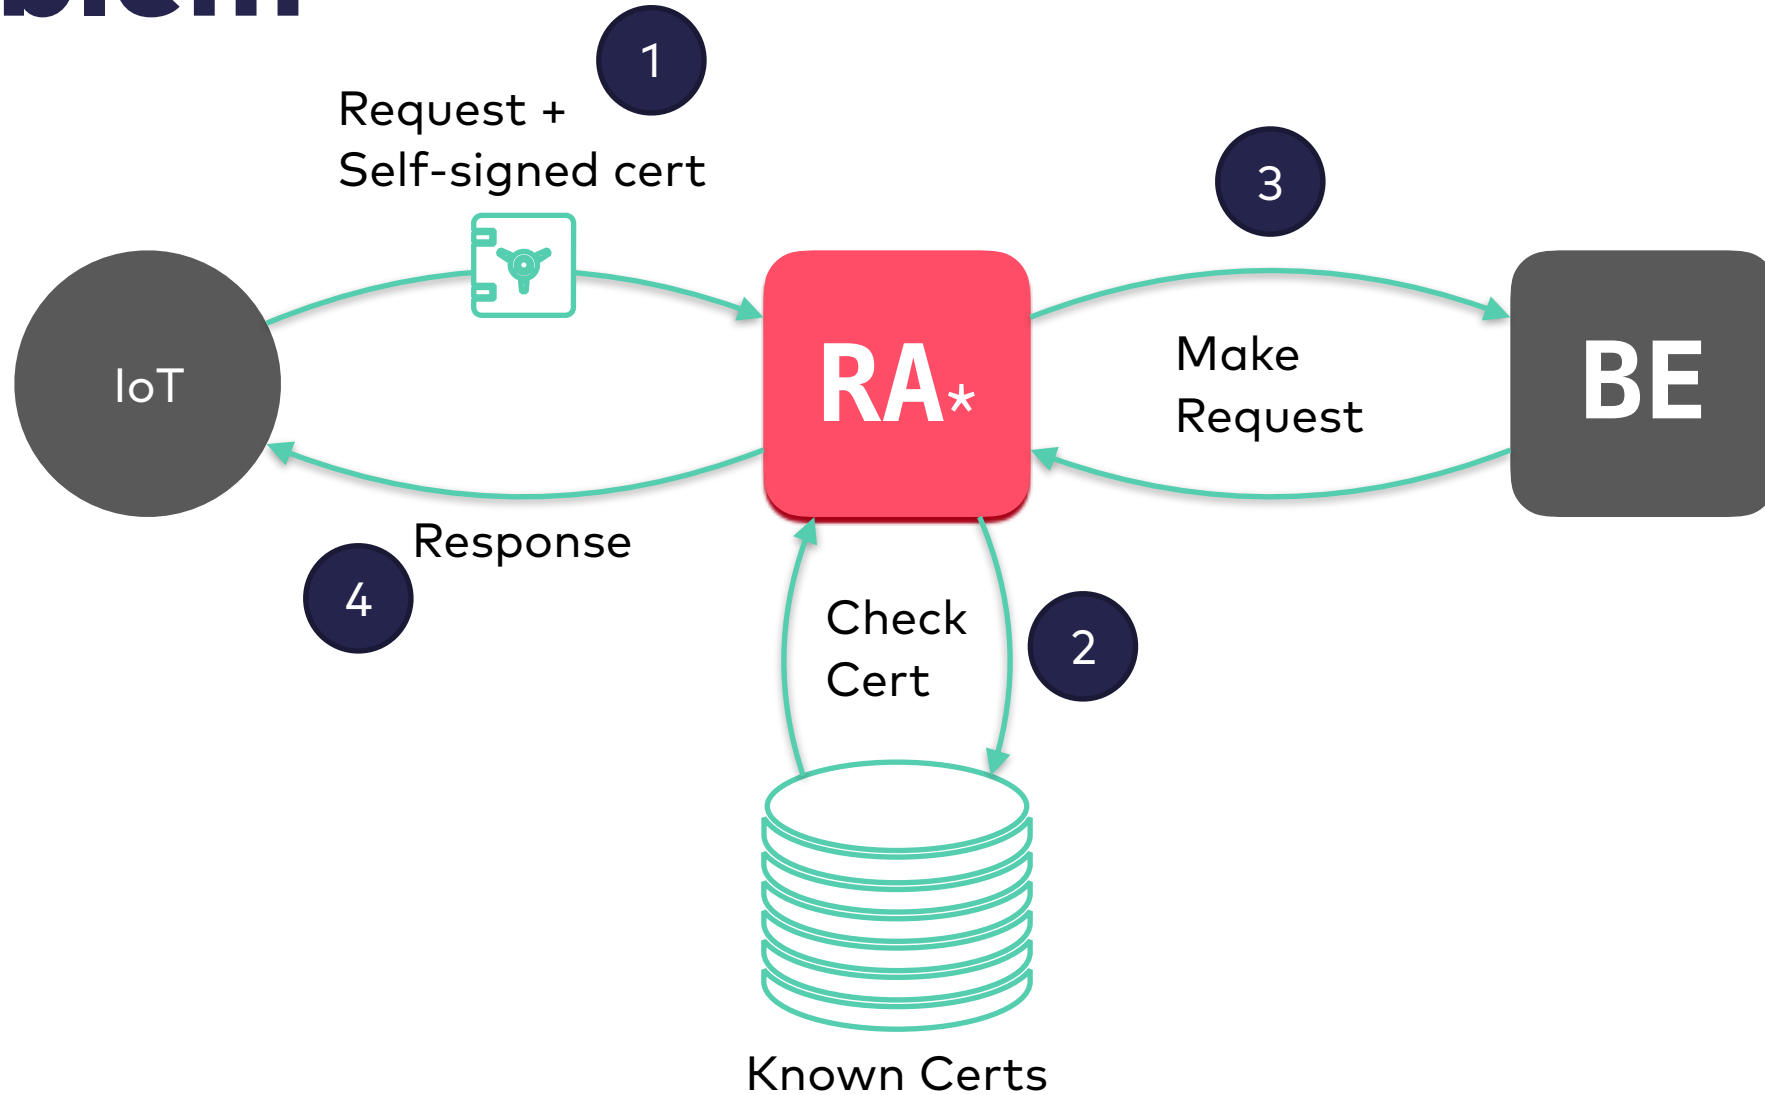 1
Request +
Self-signed cert
3
IoT
RA*
Make
Request
BE
Response
4
Check
Cert
2
Known Certs